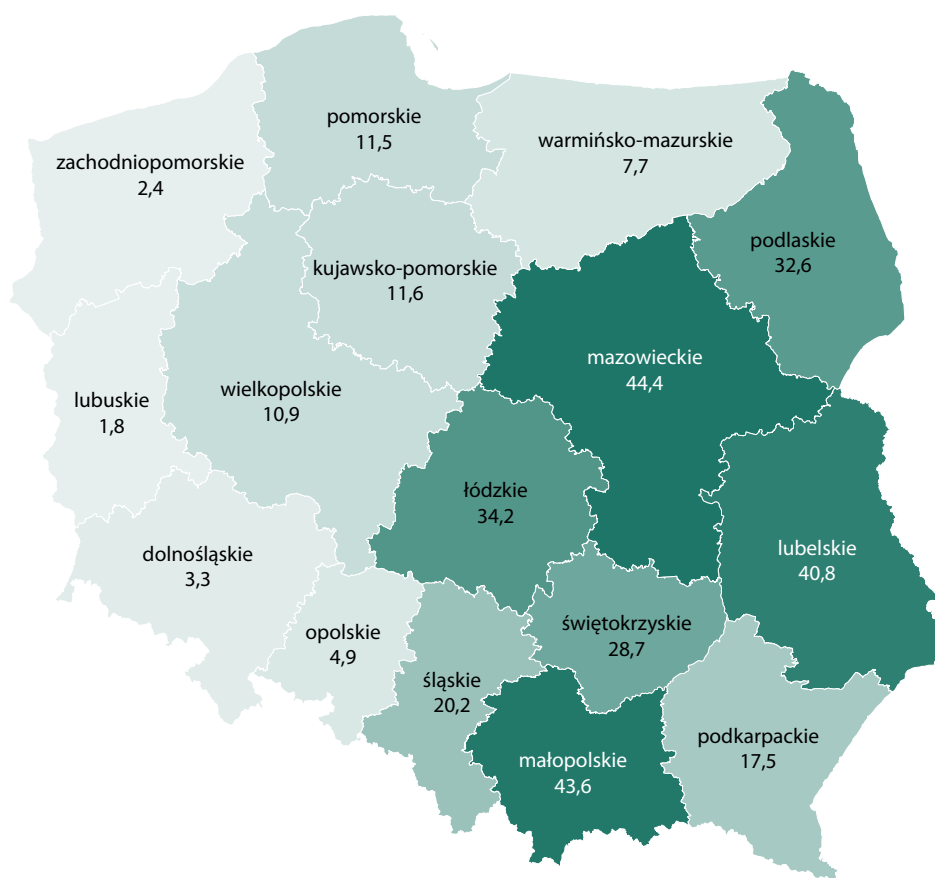 pomorskie
11,5
warmińsko-mazurskie
7,7
zachodniopomorskie
2,4
podlaskie
32,6
kujawsko-pomorskie
11,6
mazowieckie
44,4
wielkopolskie
10,9
lubuskie
1,8
łódzkie
34,2
lubelskie
40,8
dolnośląskie
3,3
świętokrzyskie
28,7
opolskie
4,9
śląskie
20,2
podkarpackie
17,5
małopolskie
43,6